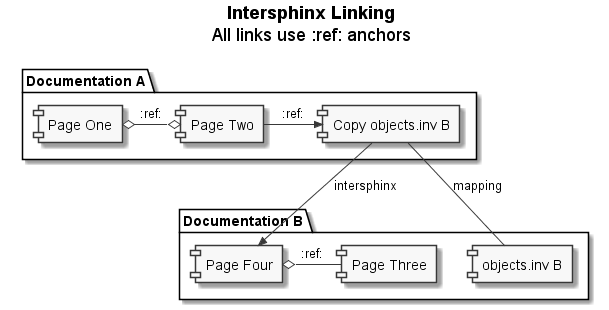 Intersphinx Linking
All links use :ref: anchors
Documentation A
Page One
:ref:
Page Two
:ref:
Copy objects.inv B
intersphinx
mapping
Documentation B
Page Four
:ref:
Page Three
objects.inv B